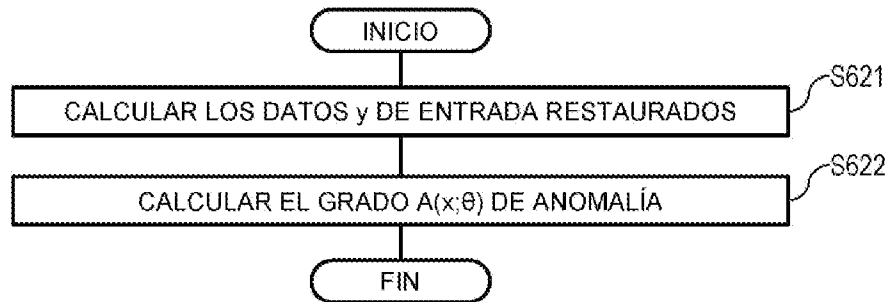 INICIO
S621
CALCULAR LOS DATOS y DE ENTRADA RESTAURADOS
S622
CALCULAR EL GRADO A(x;θ) DE ANOMALÍA
FIN